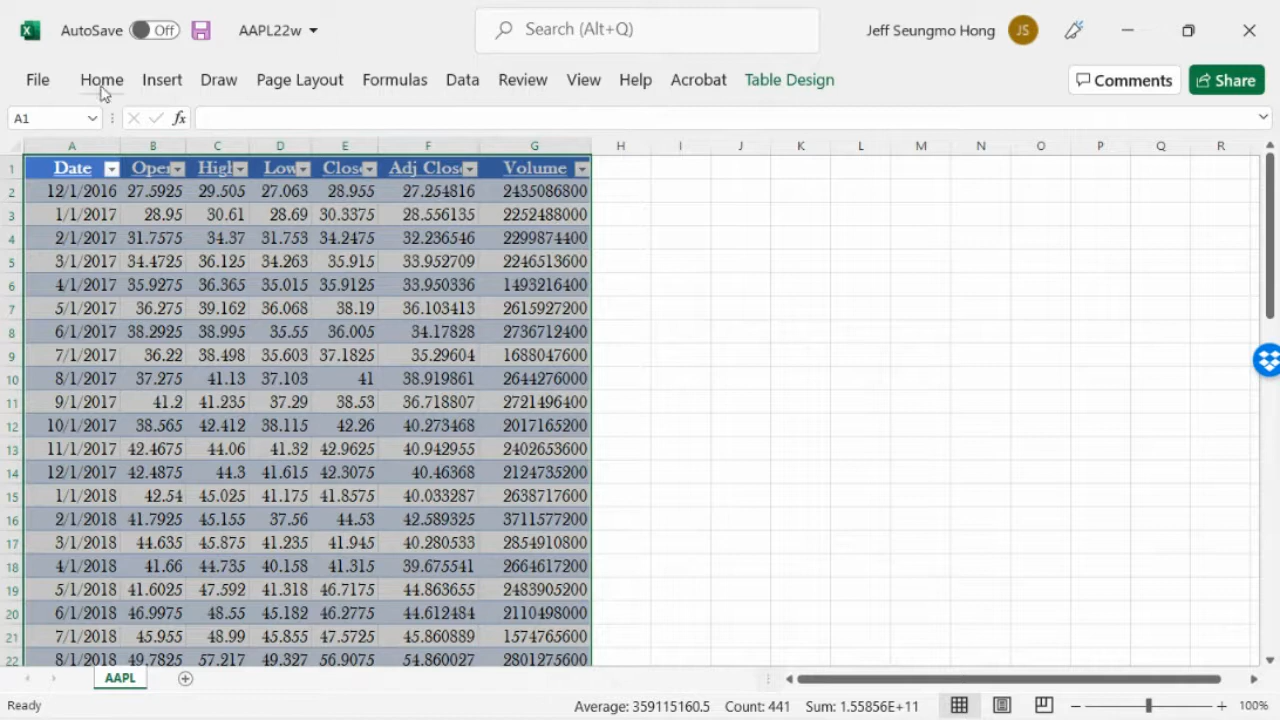 AutoSave Off AAPL22w Search (Alt+Q) Jeff Seungmo Hong JS
File Home Insert Draw Page Layout Formulas Data Review View Help Acrobat Table Design Comments Share
A1 fx
A B C D E F G H I J K L M N O P Q R
1 Date Oper High Low Close Adj Close Volume
2 12/1/2016 27.5925 29.505 27.063 28.955 27.254816 2435086800
3 1/1/2017 28.95 30.61 28.69 30.3375 28.556135 2252488000
4 2/1/2017 31.7575 34.37 31.753 34.2475 32.236546 2299874400
5 3/1/2017 34.4725 36.125 34.263 35.915 33.952709 2246513600
6 4/1/2017 35.9275 36.365 35.015 35.9125 33.950336 1493216400
7 5/1/2017 36.275 39.162 36.068 38.19 36.103413 2615927200
8 6/1/2017 38.2925 38.995 35.55 36.005 34.17828 2736712400
9 7/1/2017 36.22 38.498 35.603 37.1825 35.29604 1688047600
10 8/1/2017 37.275 41.13 37.103 41 38.919861 2644276000
11 9/1/2017 41.2 41.235 37.29 38.53 36.718807 2721496400
12 10/1/2017 38.565 42.412 38.115 42.26 40.273468 2017165200
13 11/1/2017 42.4675 44.06 41.32 42.9625 40.942955 2402653600
14 12/1/2017 42.4875 44.3 41.615 42.3075 40.46368 2124735200
15 1/1/2018 42.54 45.025 41.175 41.8575 40.033287 2638717600
16 2/1/2018 41.7925 45.155 37.56 44.53 42.589325 3711577200
17 3/1/2018 44.635 45.875 41.235 41.945 40.280533 2854910800
18 4/1/2018 41.66 44.735 40.158 41.315 39.675541 2664617200
19 5/1/2018 41.6025 47.592 41.318 46.7175 44.863655 2483905200
20 6/1/2018 46.9975 48.55 45.182 46.2775 44.612484 2110498000
21 7/1/2018 45.955 48.99 45.855 47.5725 45.860889 1574765600
22 8/1/2018 49.7825 57.217 49.327 56.9075 54.860027 2801275600
AAPL
Ready Average: 359115160.5 Count: 441 Sum: 1.55856E+11 100%